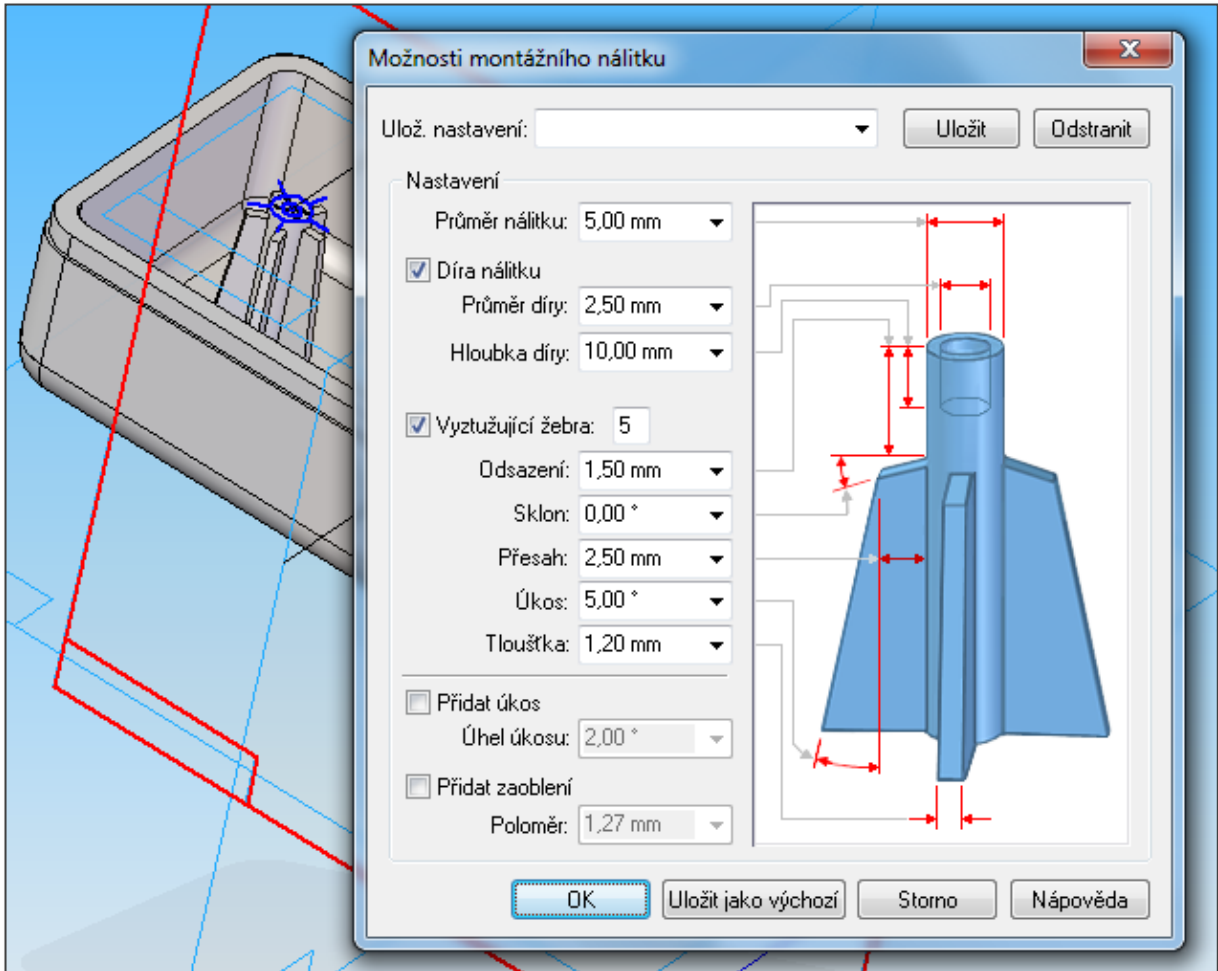 Možnosti montážního nálitku
Ulož. nastavení: Uložit Odstranit
Nastavení
Průměr nálitku: 5,00 mm
Díra nálitku
Průměr díry: 2,50 mm
Hloubka díry: 10,00 mm
Vyztužující žebra: 5
Odsazení: 1,50 mm
Sklon: 0,00 °
Přesah: 2,50 mm
Úkos: 5,00 °
Tloušťka: 1,20 mm
Přidat úkos
Úhel úkosu: 2,00 °
Přidat zaoblení
Poloměr: 1,27 mm
OK Uložit jako výchozí Storno Nápověda